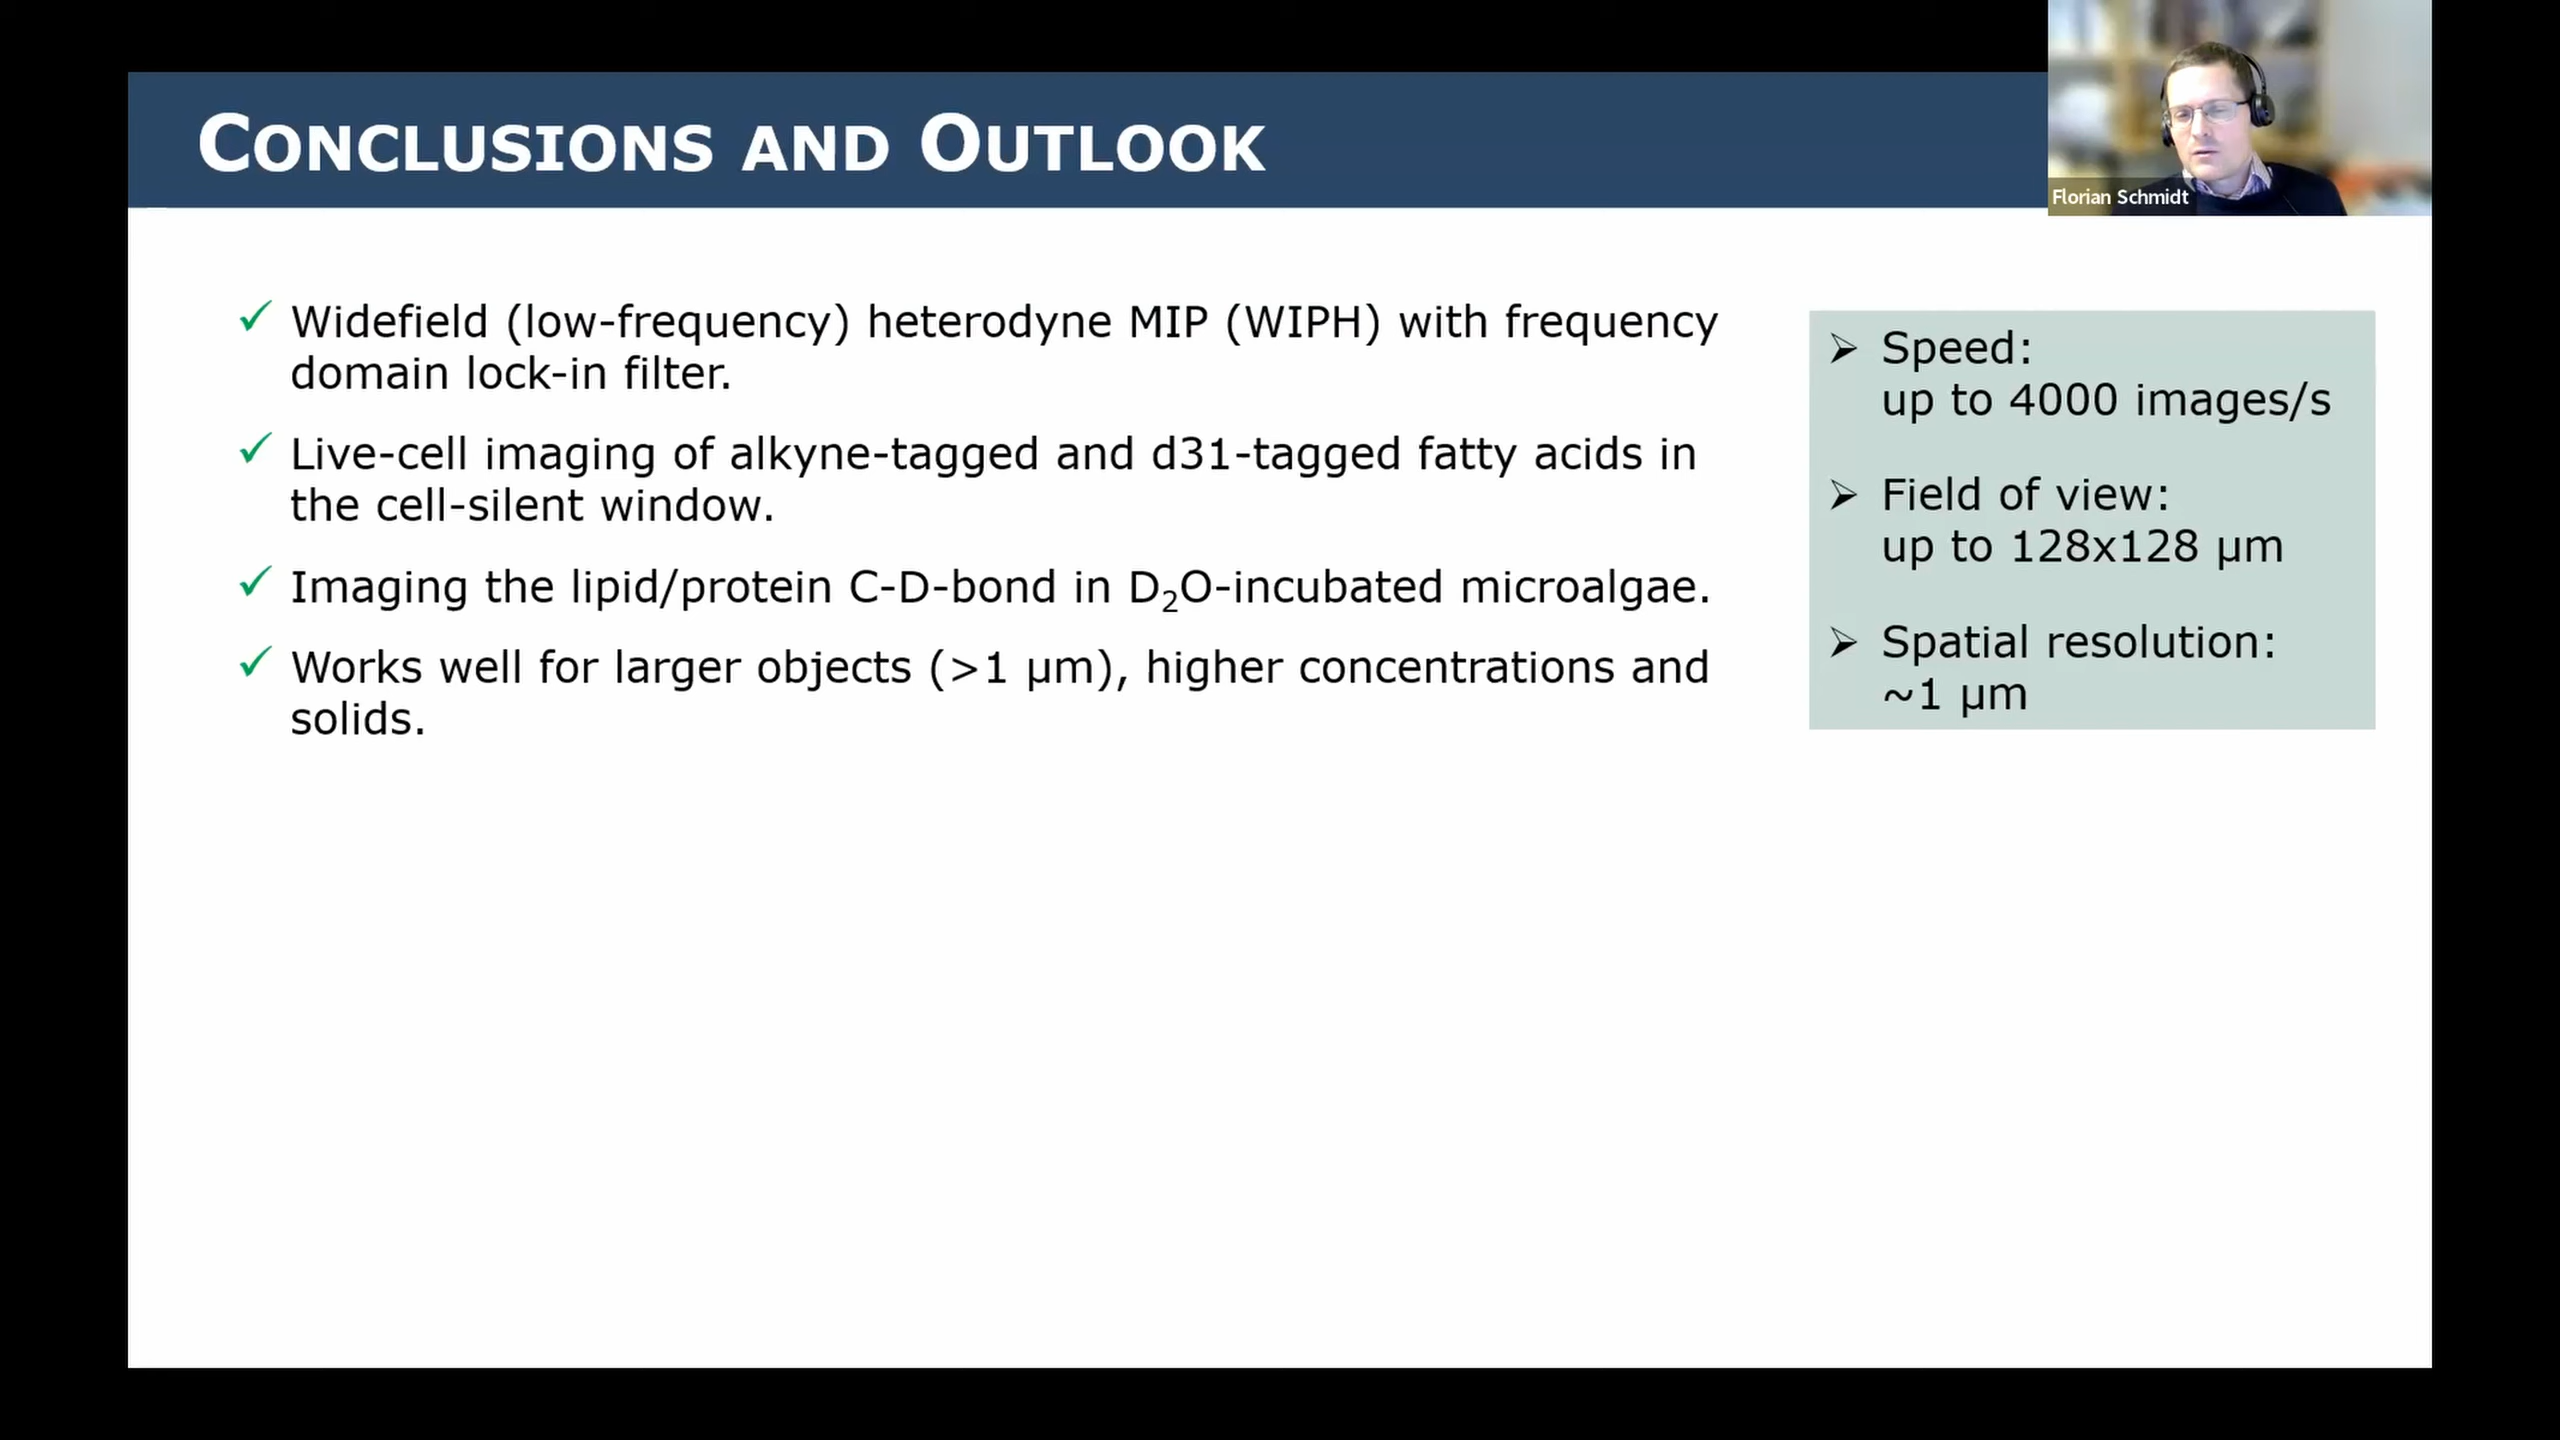 CONCLUSIONS AND OUTLOOK
Florian Schmidt
✓ Widefield (low-frequency) heterodyne MIP (WIPH) with frequency
domain lock-in filter.
✓ Live-cell imaging of alkyne-tagged and d31-tagged fatty acids in
the cell-silent window.
✓ Imaging the lipid/protein C-D-bond in D₂O-incubated microalgae.
✓ Works well for larger objects (>1 µm), higher concentrations and
solids.
➢ Speed:
up to 4000 images/s
➢ Field of view:
up to 128x128 µm
➢ Spatial resolution:
~1 µm